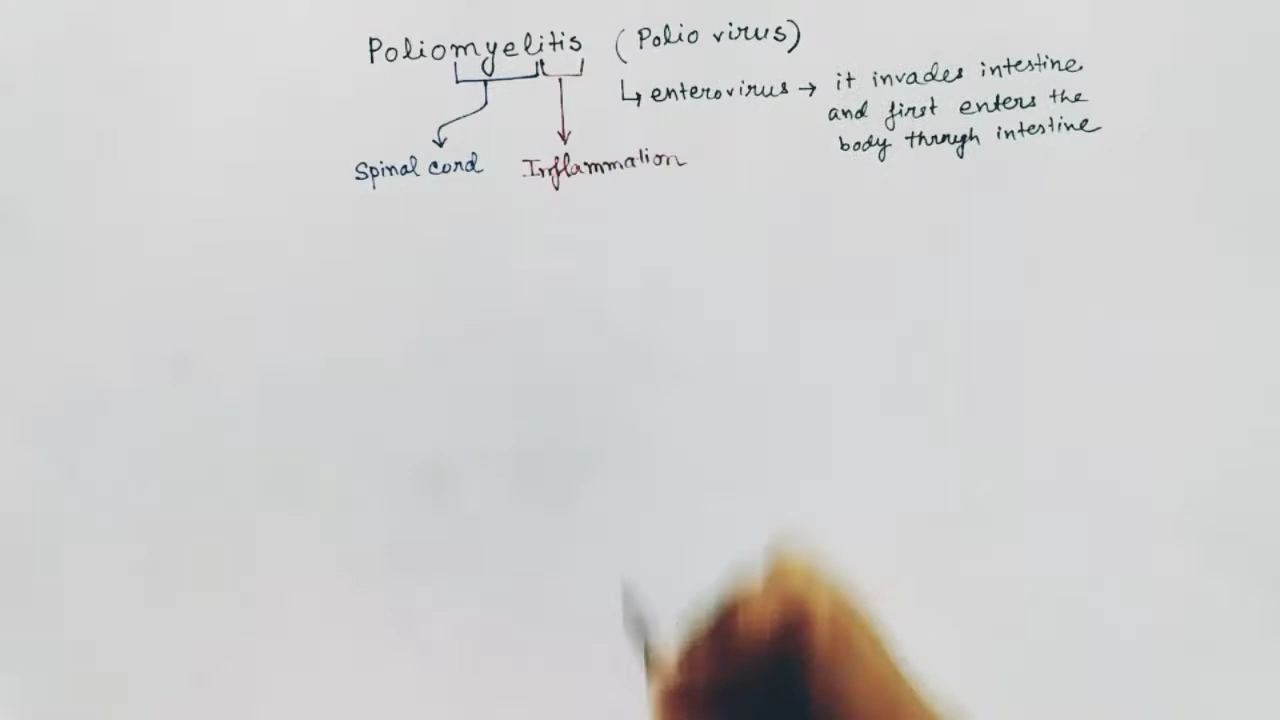 Poliomyelitis (Polio virus)
↳ enterovirus → it invades intestine
and first enters the
body through intestine
Spinal cord Inflammation